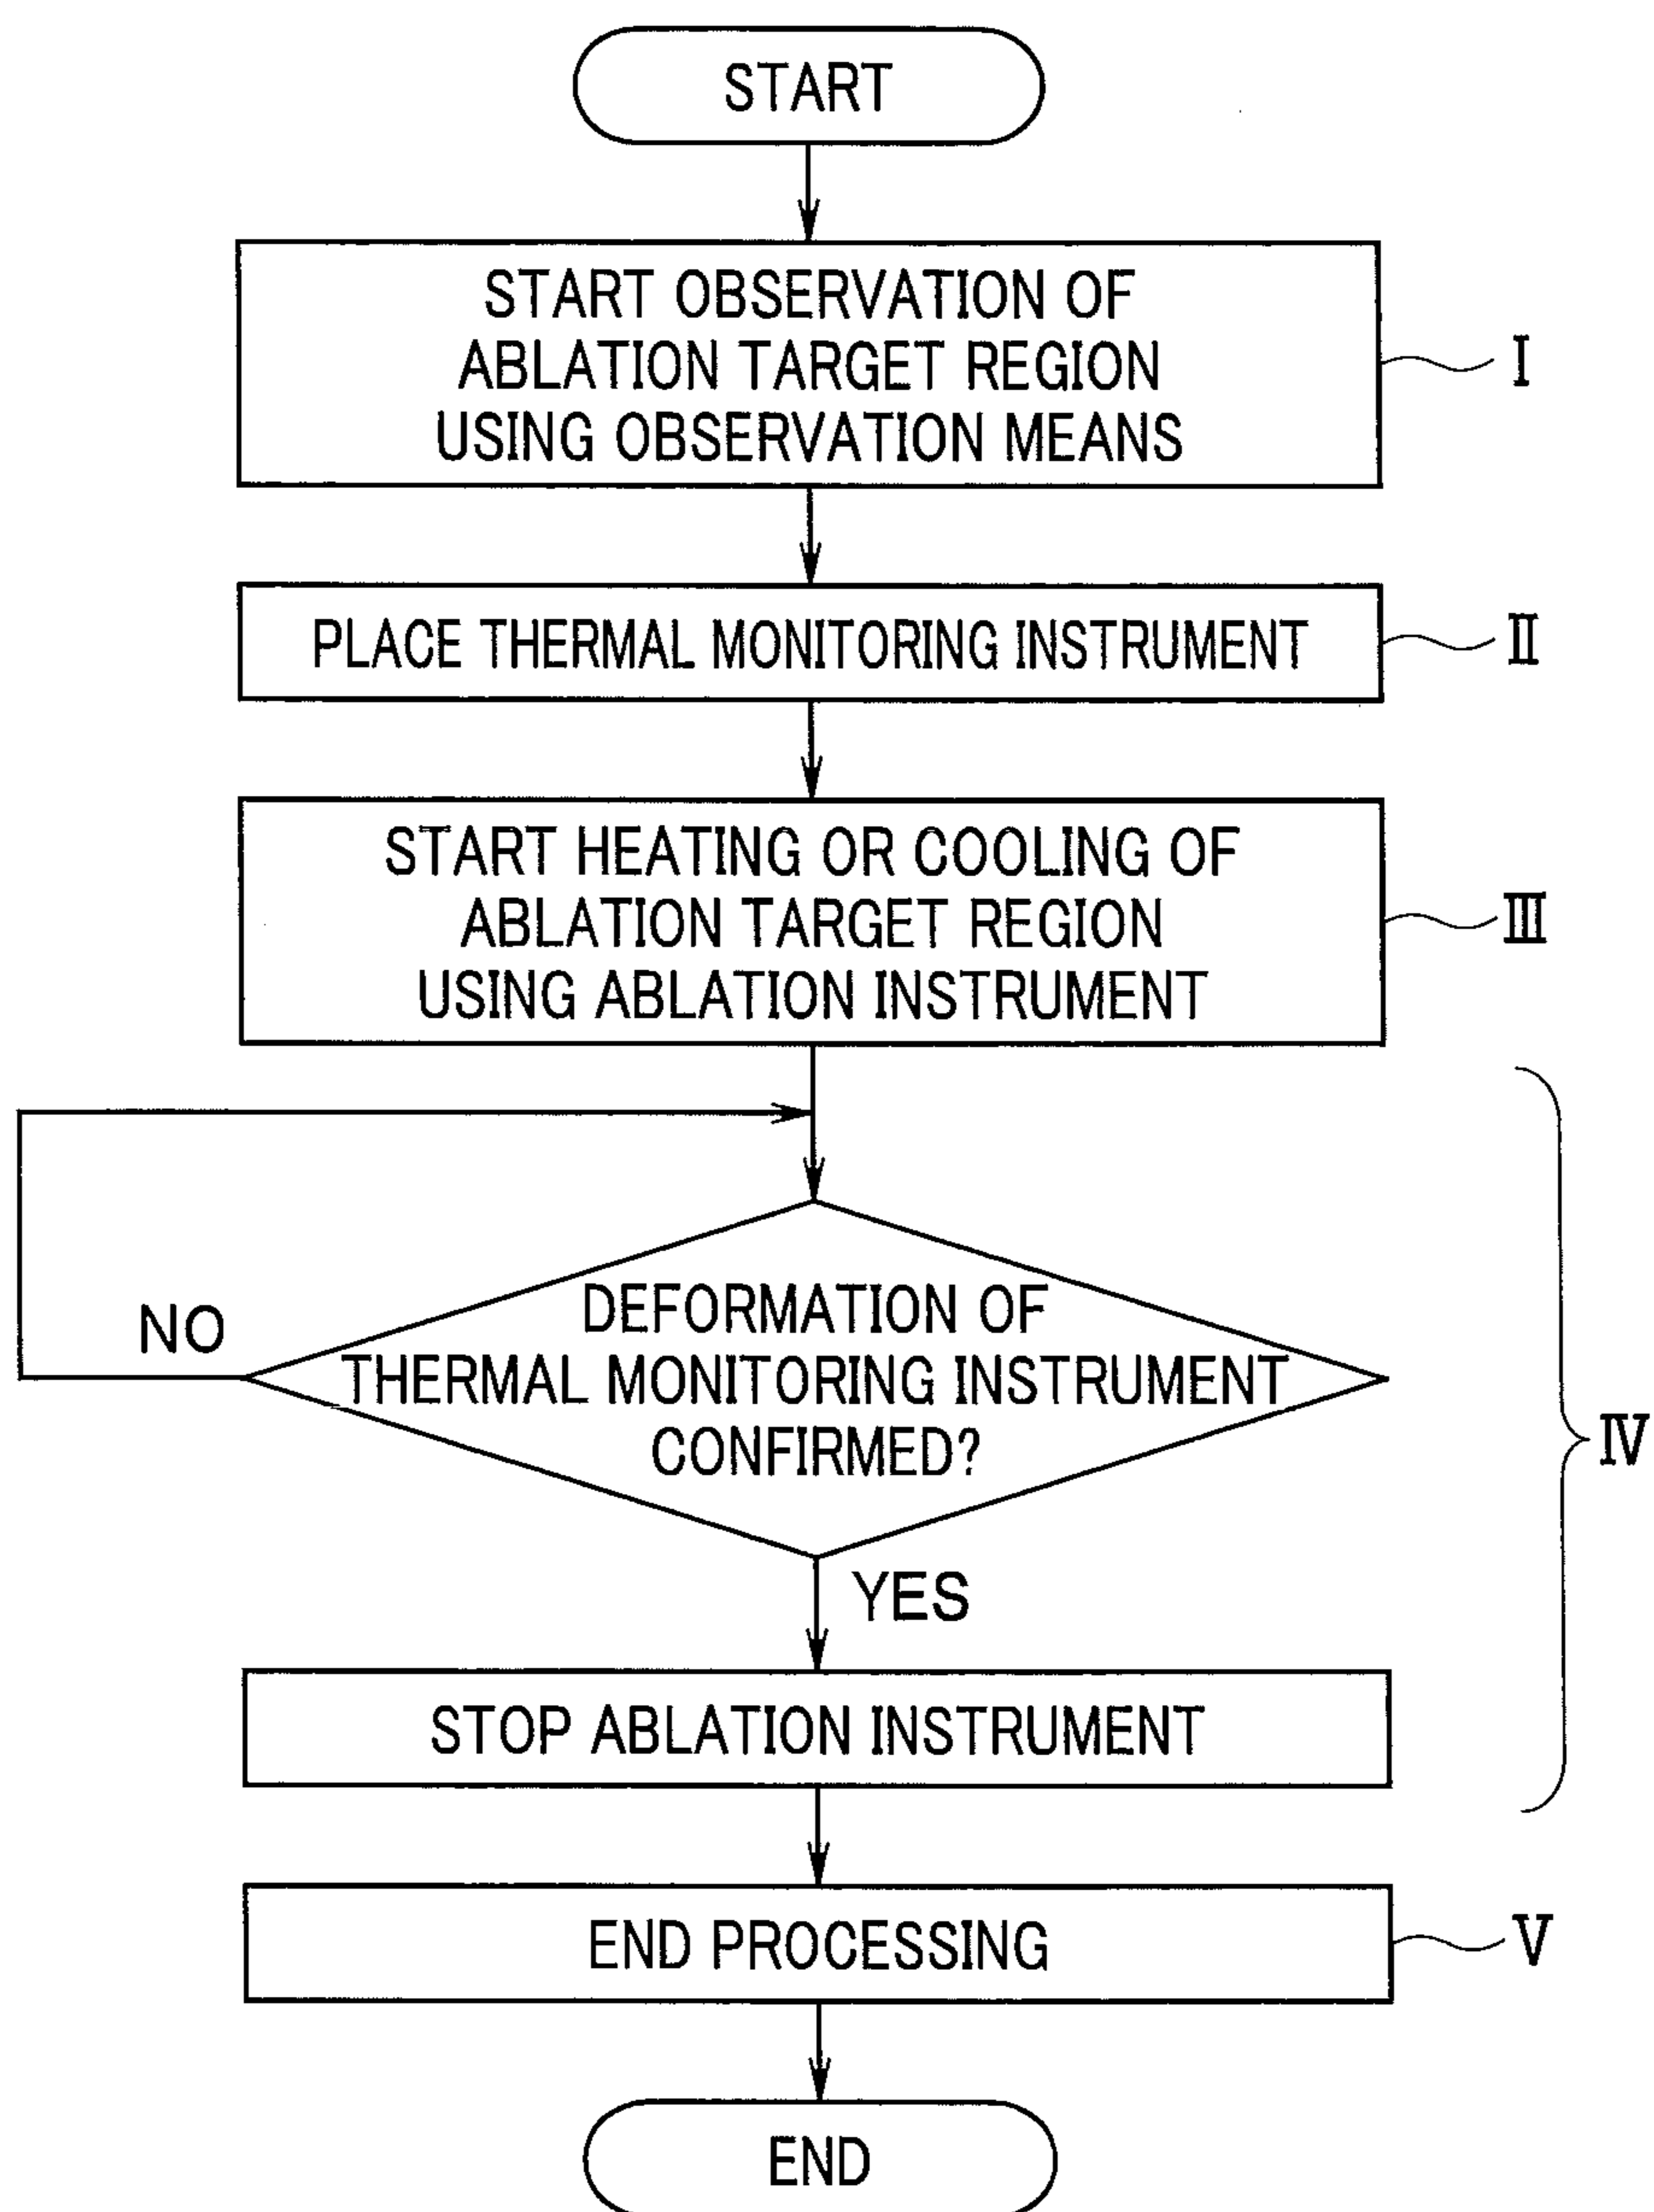 START
START OBSERVATION OF
ABLATION TARGET REGION
USING OBSERVATION MEANS
I
PLACE THERMAL MONITORING INSTRUMENT
II
START HEATING OR COOLING OF
ABLATION TARGET REGION
USING ABLATION INSTRUMENT
III
NO
DEFORMATION OF
THERMAL MONITORING INSTRUMENT
CONFIRMED?
IV
YES
STOP ABLATION INSTRUMENT
END PROCESSING
V
END